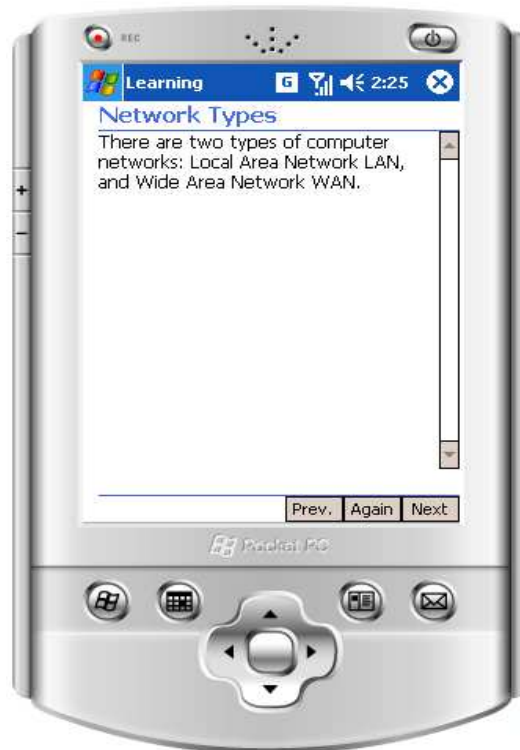 REC
Learning G 2:25
Network Types
There are two types of computer
networks: Local Area Network LAN,
and Wide Area Network WAN.
Prev. Again Next
Pocket PC